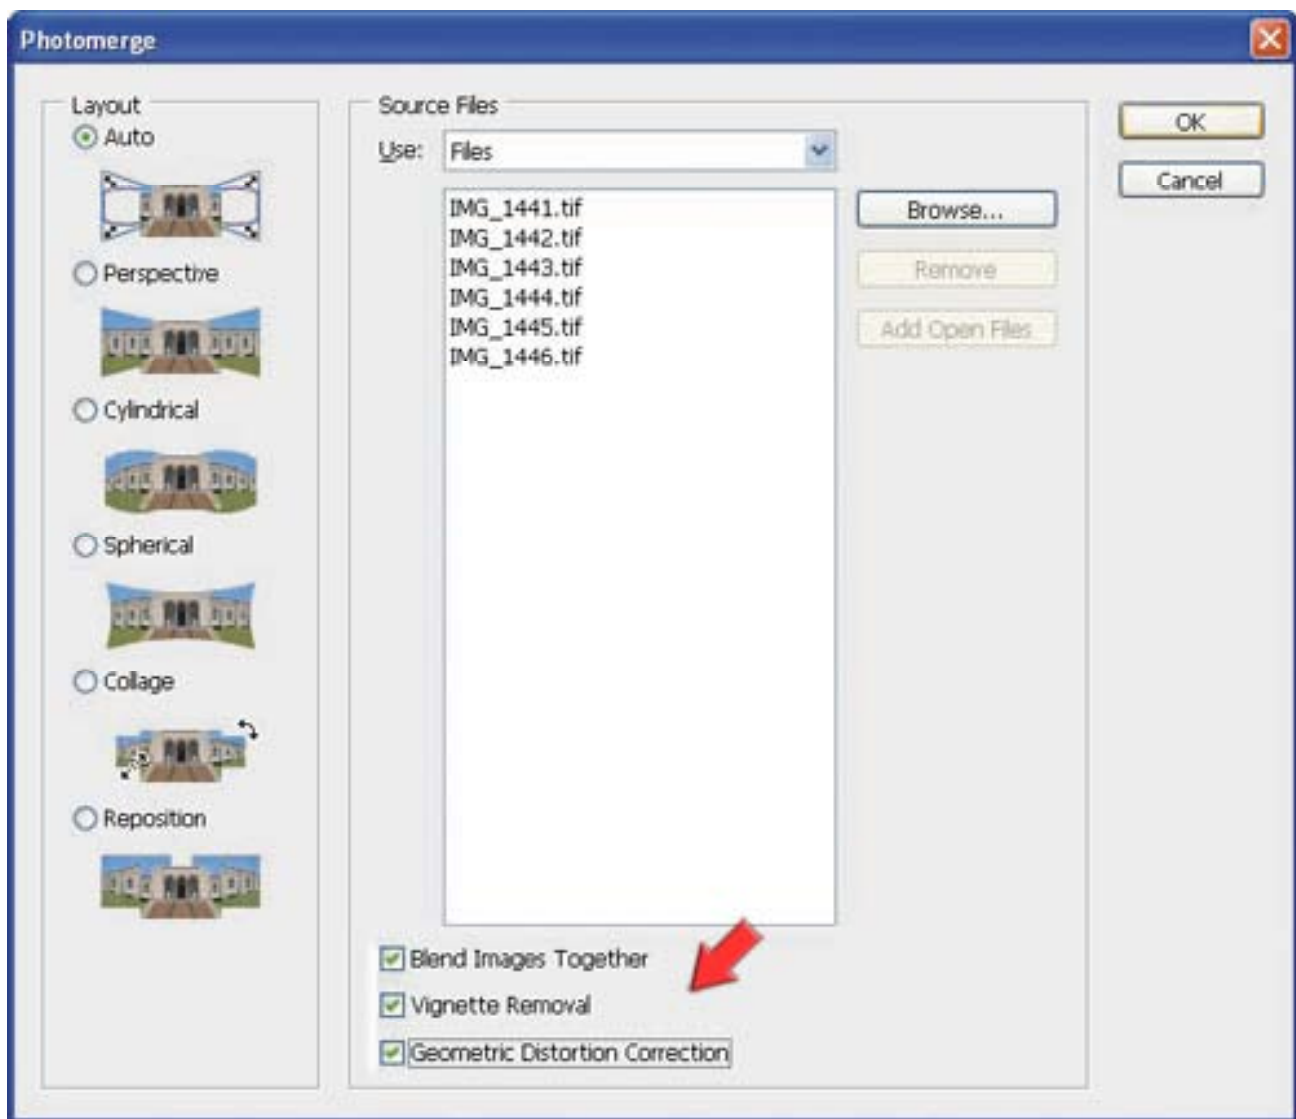 Photomerge
Layout
Auto
Perspective
Cylindrical
Spherical
Collage
Reposition
Source Files
Use: Files
IMG_1441.tif
IMG_1442.tif
IMG_1443.tif
IMG_1444.tif
IMG_1445.tif
IMG_1446.tif
Browse...
Remove
Add Open Files
Blend Images Together
Vignette Removal
Geometric Distortion Correction
OK
Cancel